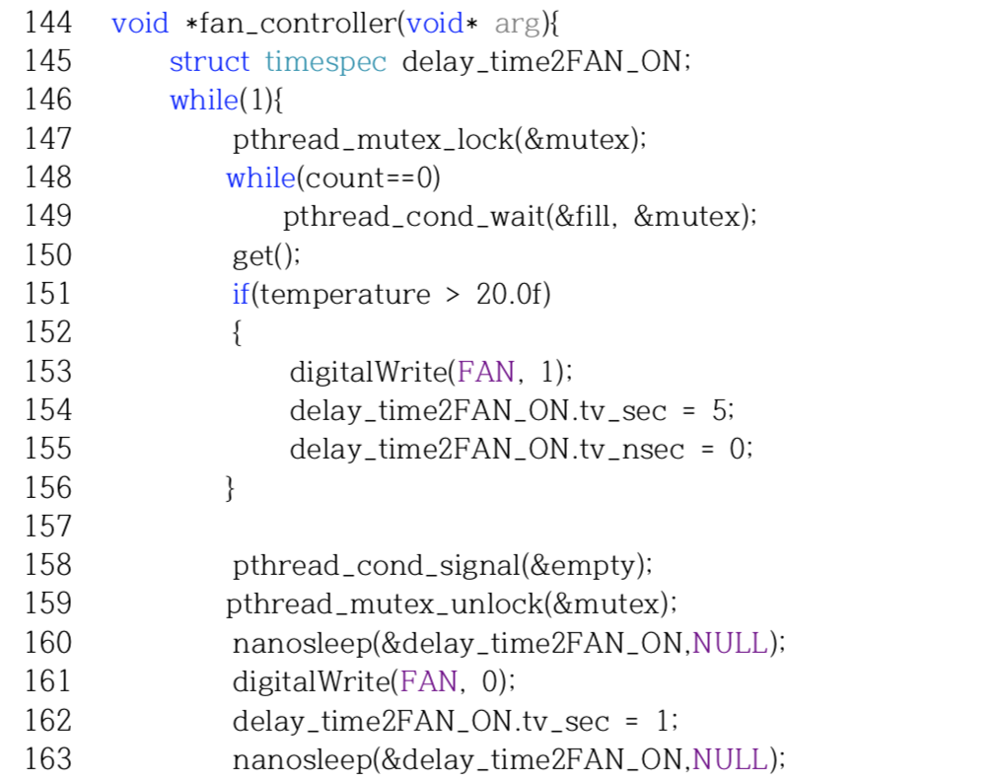 144 void *fan_controller(void* arg){
145 struct timespec delay_time2FAN_ON;
146 while(1){
147 pthread_mutex_lock(&mutex);
148 while(count==0)
149 pthread_cond_wait(&fill, &mutex);
150 get();
151 if(temperature > 20.0f)
152 {
153 digitalWrite(FAN, 1);
154 delay_time2FAN_ON.tv_sec = 5;
155 delay_time2FAN_ON.tv_nsec = 0;
156 }
157
158 pthread_cond_signal(&empty);
159 pthread_mutex_unlock(&mutex);
160 nanosleep(&delay_time2FAN_ON,NULL);
161 digitalWrite(FAN, 0);
162 delay_time2FAN_ON.tv_sec = 1;
163 nanosleep(&delay_time2FAN_ON,NULL);